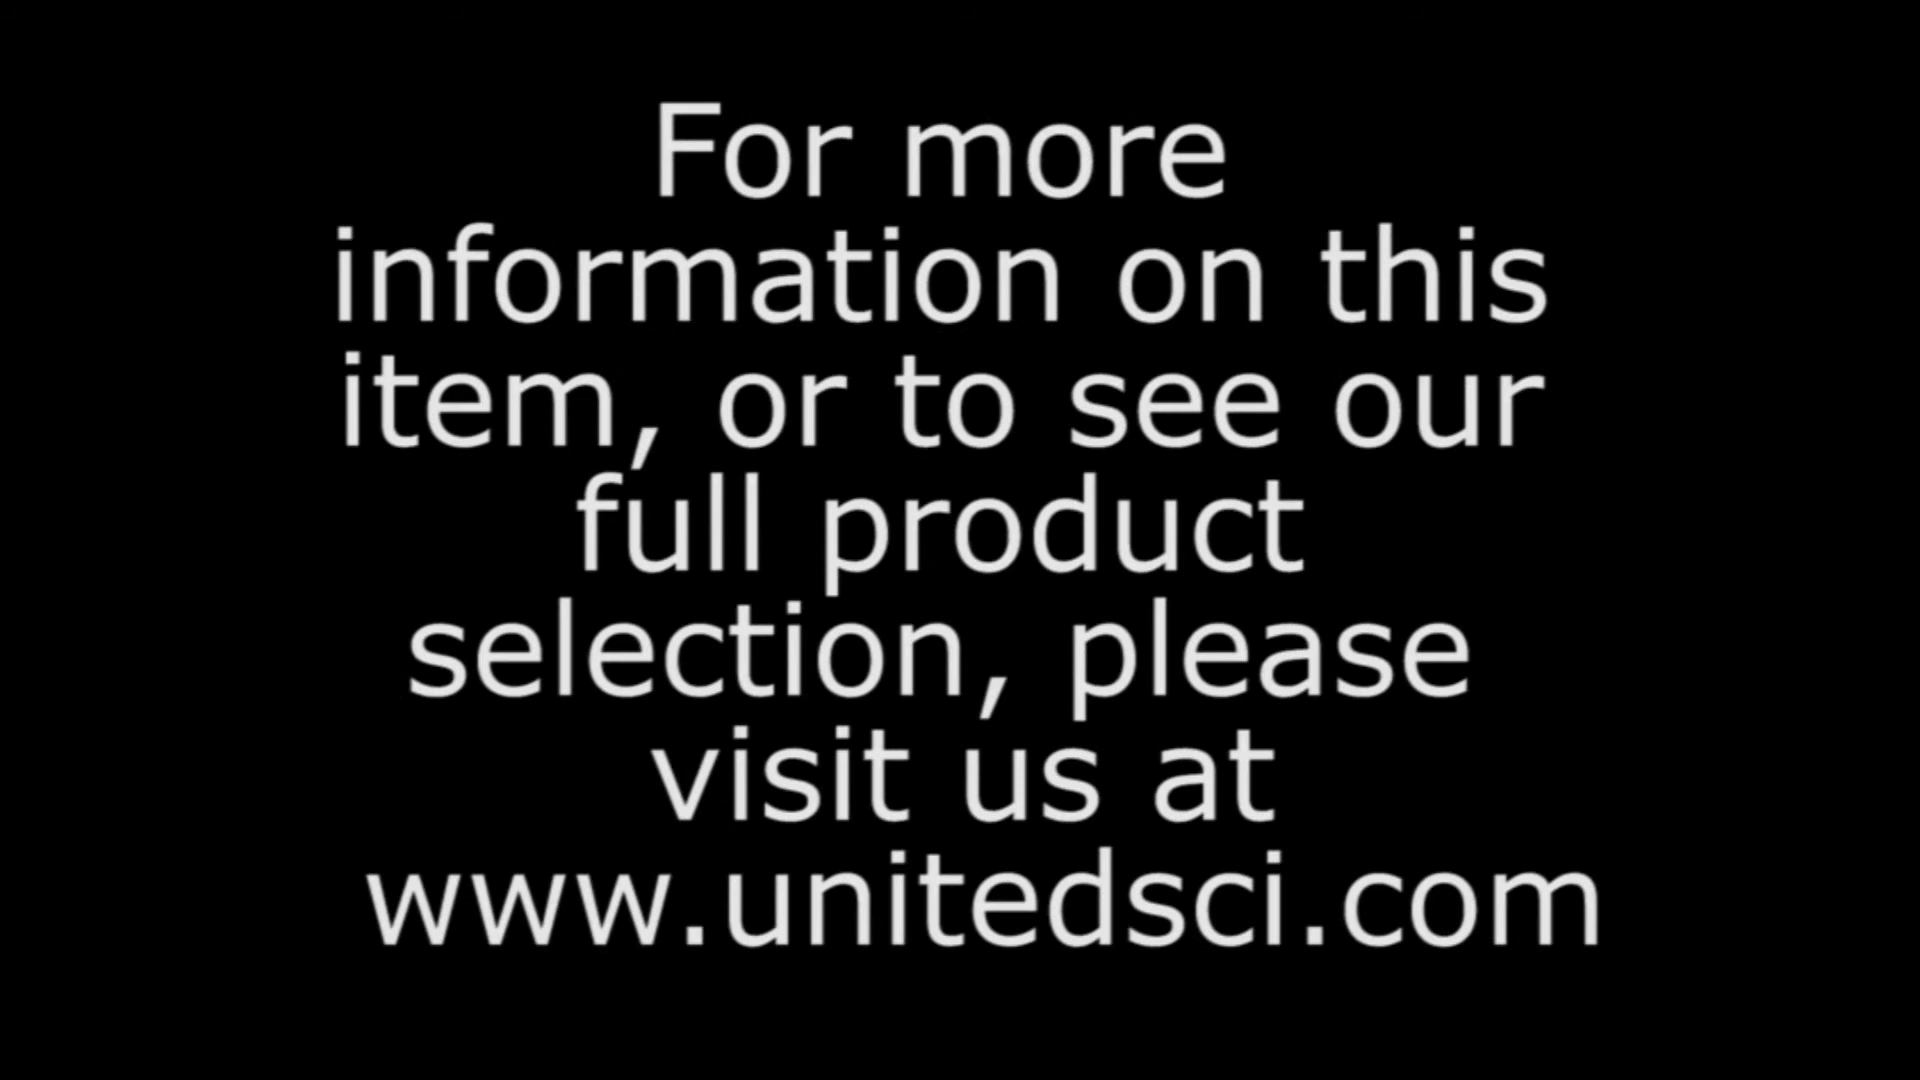 For more
information on this
item, or to see our
full product
selection, please
visit us at
www.unitedsci.com